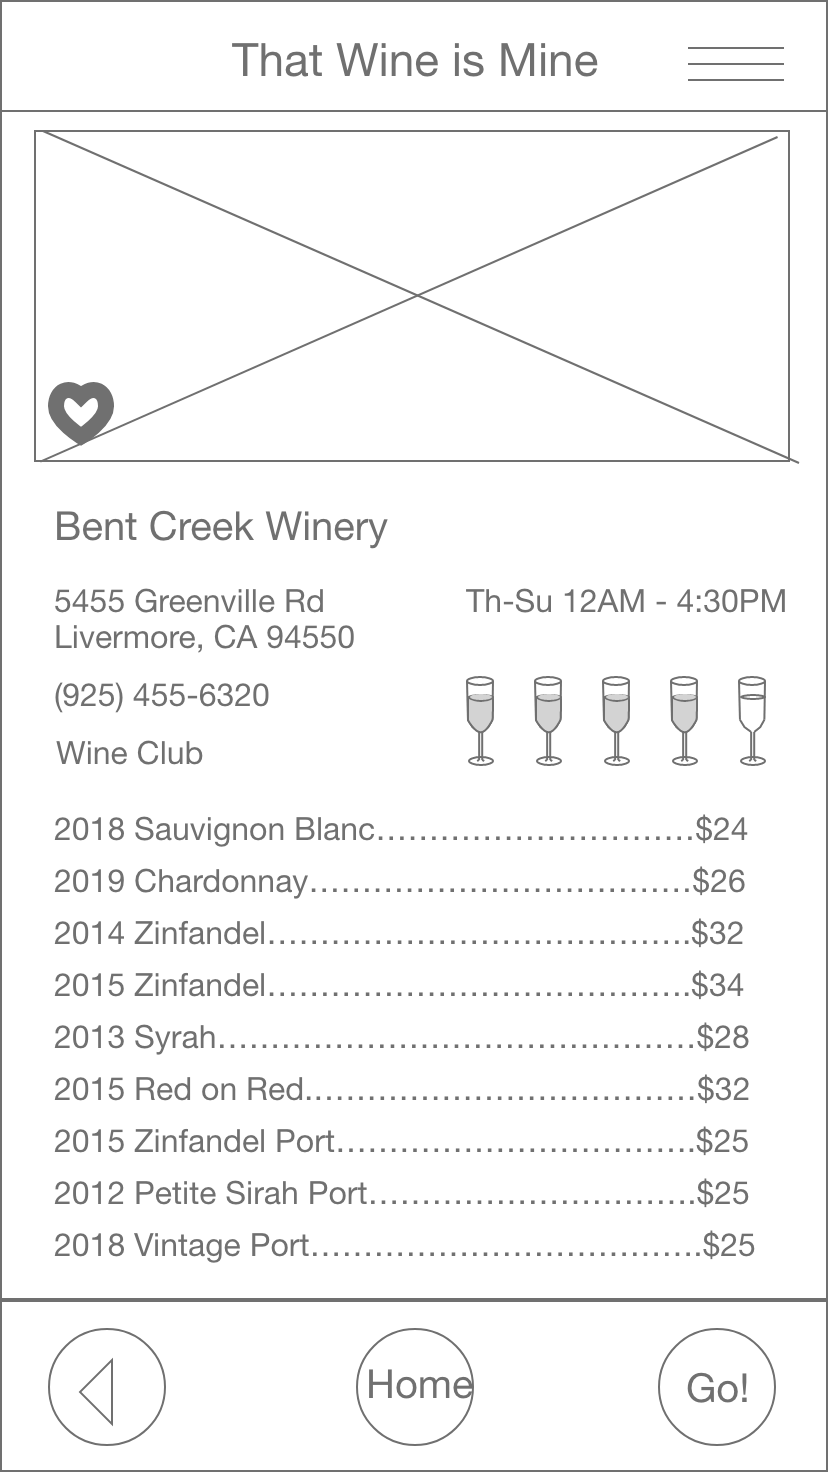 That Wine is Mine
Bent Creek Winery
5455 Greenville Rd
Livermore, CA 94550
Th-Su 12AM - 4:30PM
(925) 455-6320
Wine Club
2018 Sauvignon Blanc..............................$24
2019 Chardonnay....................................$26
2014 Zinfandel........................................$32
2015 Zinfandel........................................$34
2013 Syrah.............................................$28
2015 Red on Red.....................................$32
2015 Zinfandel Port..................................$25
2012 Petite Sirah Port...............................$25
2018 Vintage Port.....................................$25
Home
Go!